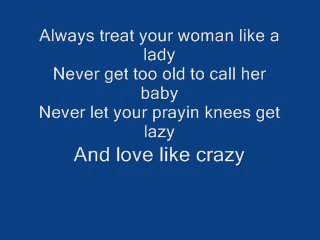 Always treat your woman like a
lady
Never get too old to call her
baby
Never let your prayin knees get
lazy
And love like crazy